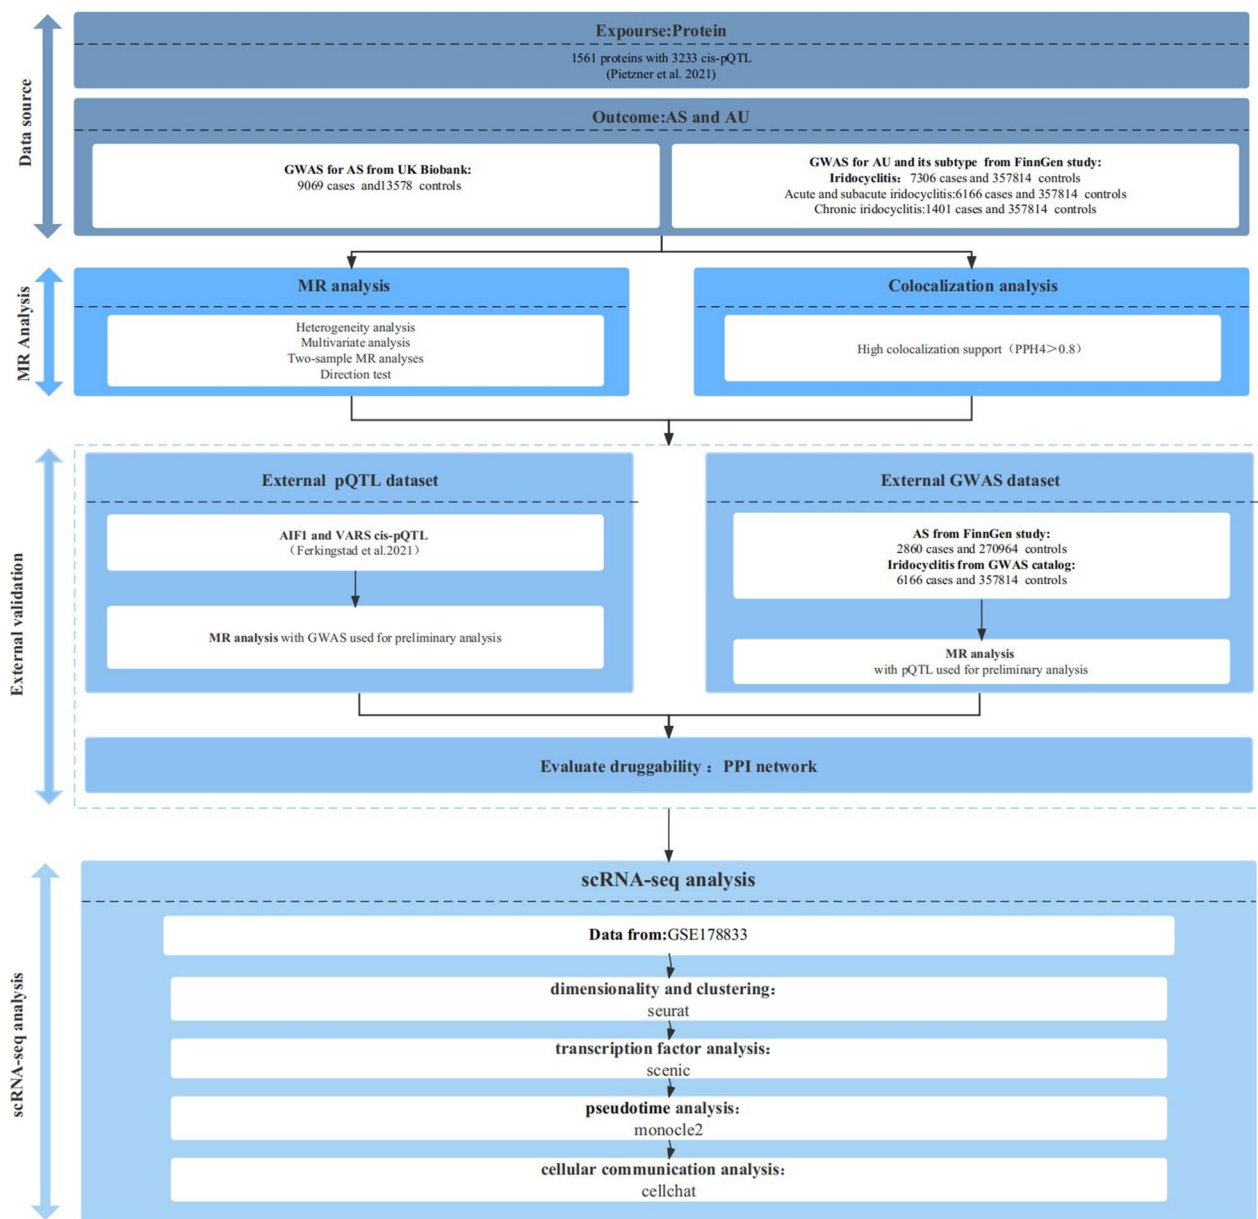 Data source
Expourse:Protein
1561 proteins with 3233 cis-pQTL
(Pietzner et al. 2021)
Outcome:AS and AU
GWAS for AS from UK Biobank:
9069 cases and13578 controls
GWAS for AU and its subtype from FinnGen study:
Iridocyclitis: 7306 cases and 357814 controls
Acute and subacute iridocyclitis:6166 cases and 357814 controls
Chronic iridocyclitis:1401 cases and 357814 controls
MR Analysis
MR analysis
Heterogeneity analysis
Multivariate analysis
Two-sample MR analyses
Direction test
Colocalization analysis
High colocalization support（PPH4＞0.8）
External validation
External pQTL dataset
AIF1 and VARS cis-pQTL
（Ferkingstad et al.2021）
MR analysis with GWAS used for preliminary analysis
External GWAS dataset
AS from FinnGen study:
2860 cases and 270964 controls
Iridocyclitis from GWAS catalog:
6166 cases and 357814 controls
MR analysis
with pQTL used for preliminary analysis
Evaluate druggability：PPI network
scRNA-seq analysis
scRNA-seq analysis
Data from:GSE178833
dimensionality and clustering：
seurat
transcription factor analysis：
scenic
pseudotime analysis：
monocle2
cellular communication analysis：
cellchat